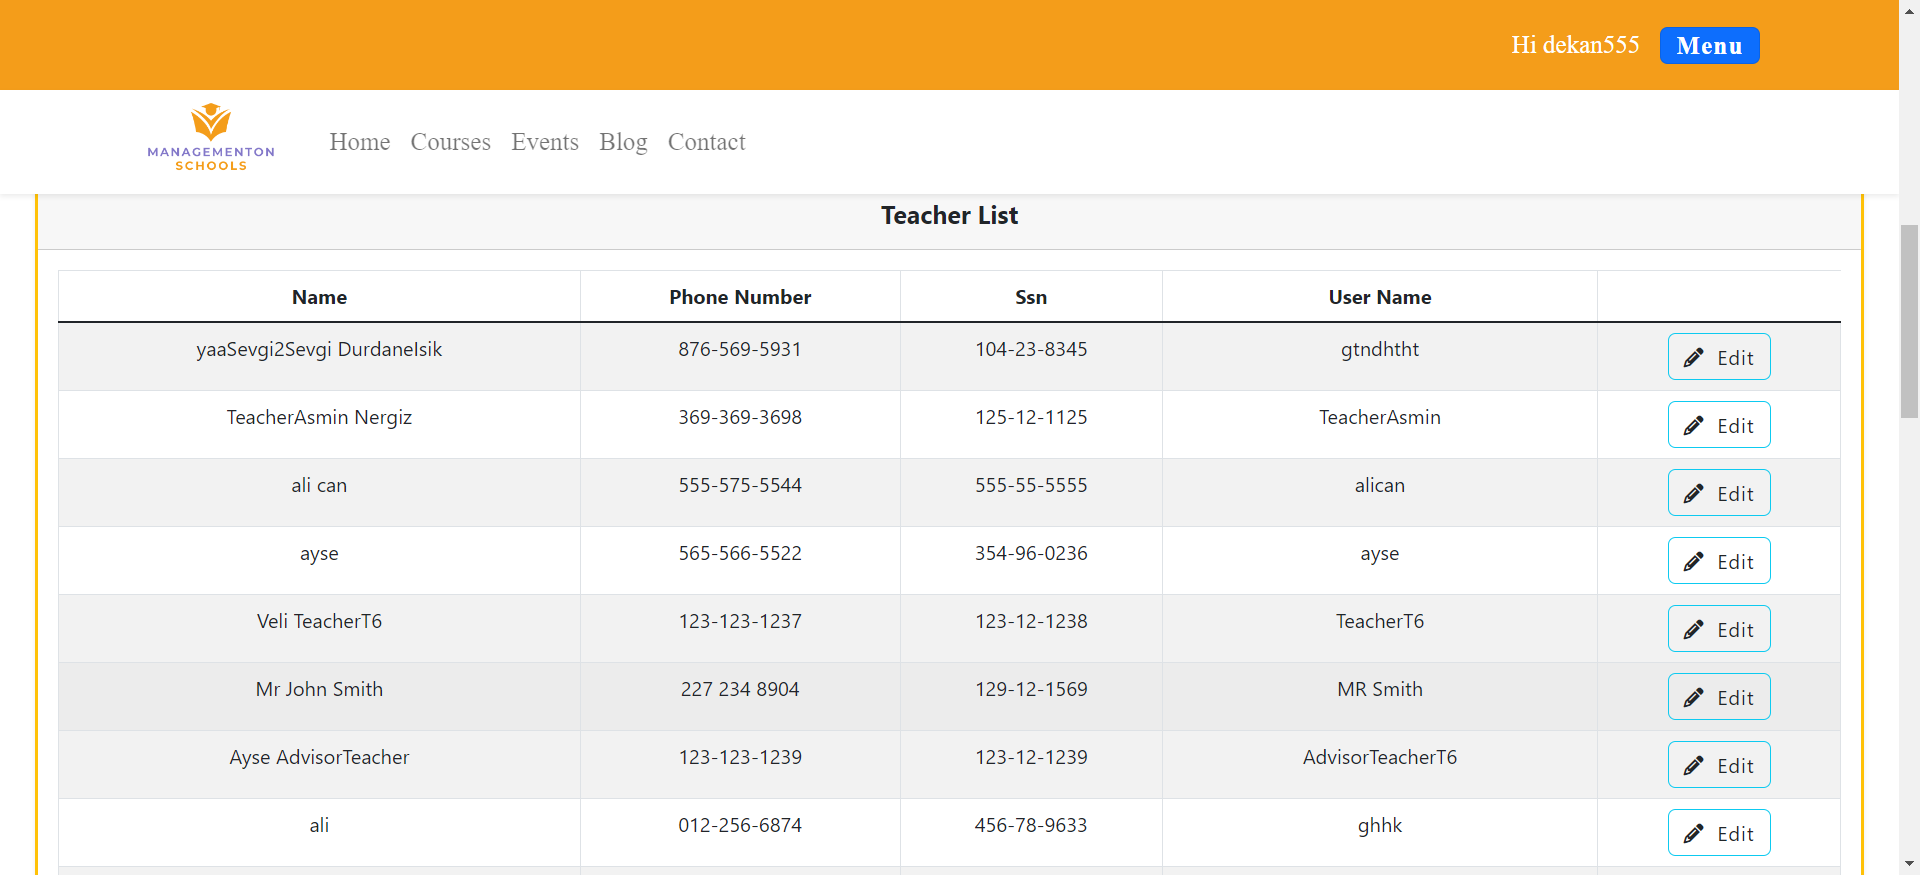 Hi dekan555 Menu
MANAGEMENTON
SCHOOLS
Home Courses Events Blog Contact
Teacher List
Name Phone Number Ssn User Name
yaaSevgi2Sevgi DurdaneIsik 876-569-5931 104-23-8345 gtndhtht Edit
TeacherAsmin Nergiz 369-369-3698 125-12-1125 TeacherAsmin Edit
ali can 555-575-5544 555-55-5555 alican Edit
ayse 565-566-5522 354-96-0236 ayse Edit
Veli TeacherT6 123-123-1237 123-12-1238 TeacherT6 Edit
Mr John Smith 227 234 8904 129-12-1569 MR Smith Edit
Ayse AdvisorTeacher 123-123-1239 123-12-1239 AdvisorTeacherT6 Edit
ali 012-256-6874 456-78-9633 ghhk Edit